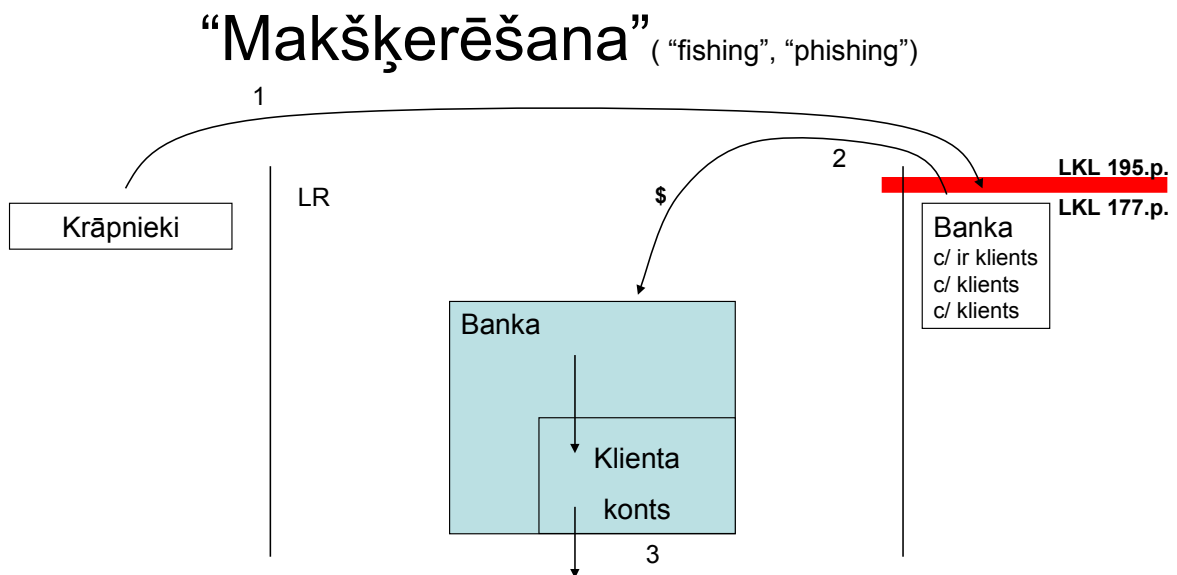 “Makšķerēšana” ( “fishing”, “phishing”)
1
2
LKL 195.p.
LR
$
LKL 177.p.
Krāpnieki
Banka
c/ ir klients
c/ klients
c/ klients
Banka
Klienta
konts
3